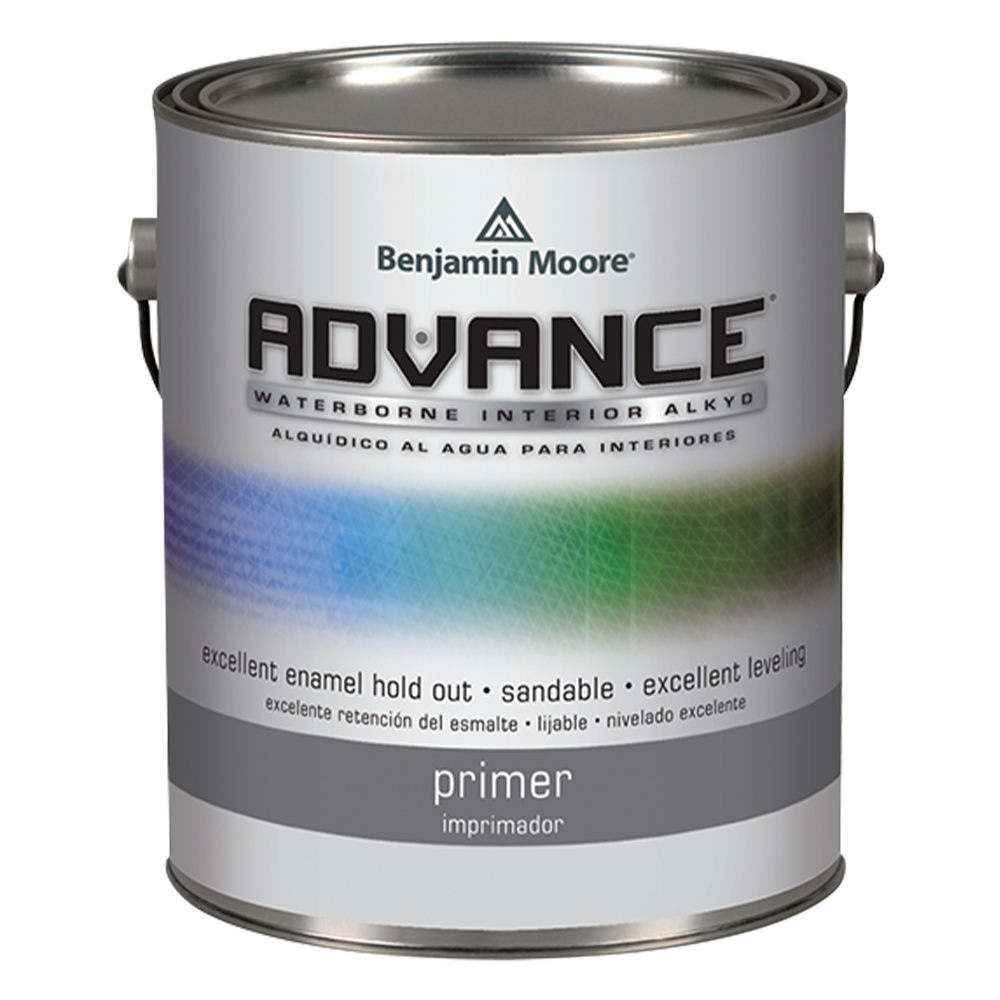 Benjamin Moore®
ADVANCE®
WATERBORNE INTERIOR ALKYD
ALQUÍDICO AL AGUA PARA INTERIORES
excellent enamel hold out • sandable • excellent leveling
excelente retención del esmalte • lijable • nivelado excelente
primer
imprimador